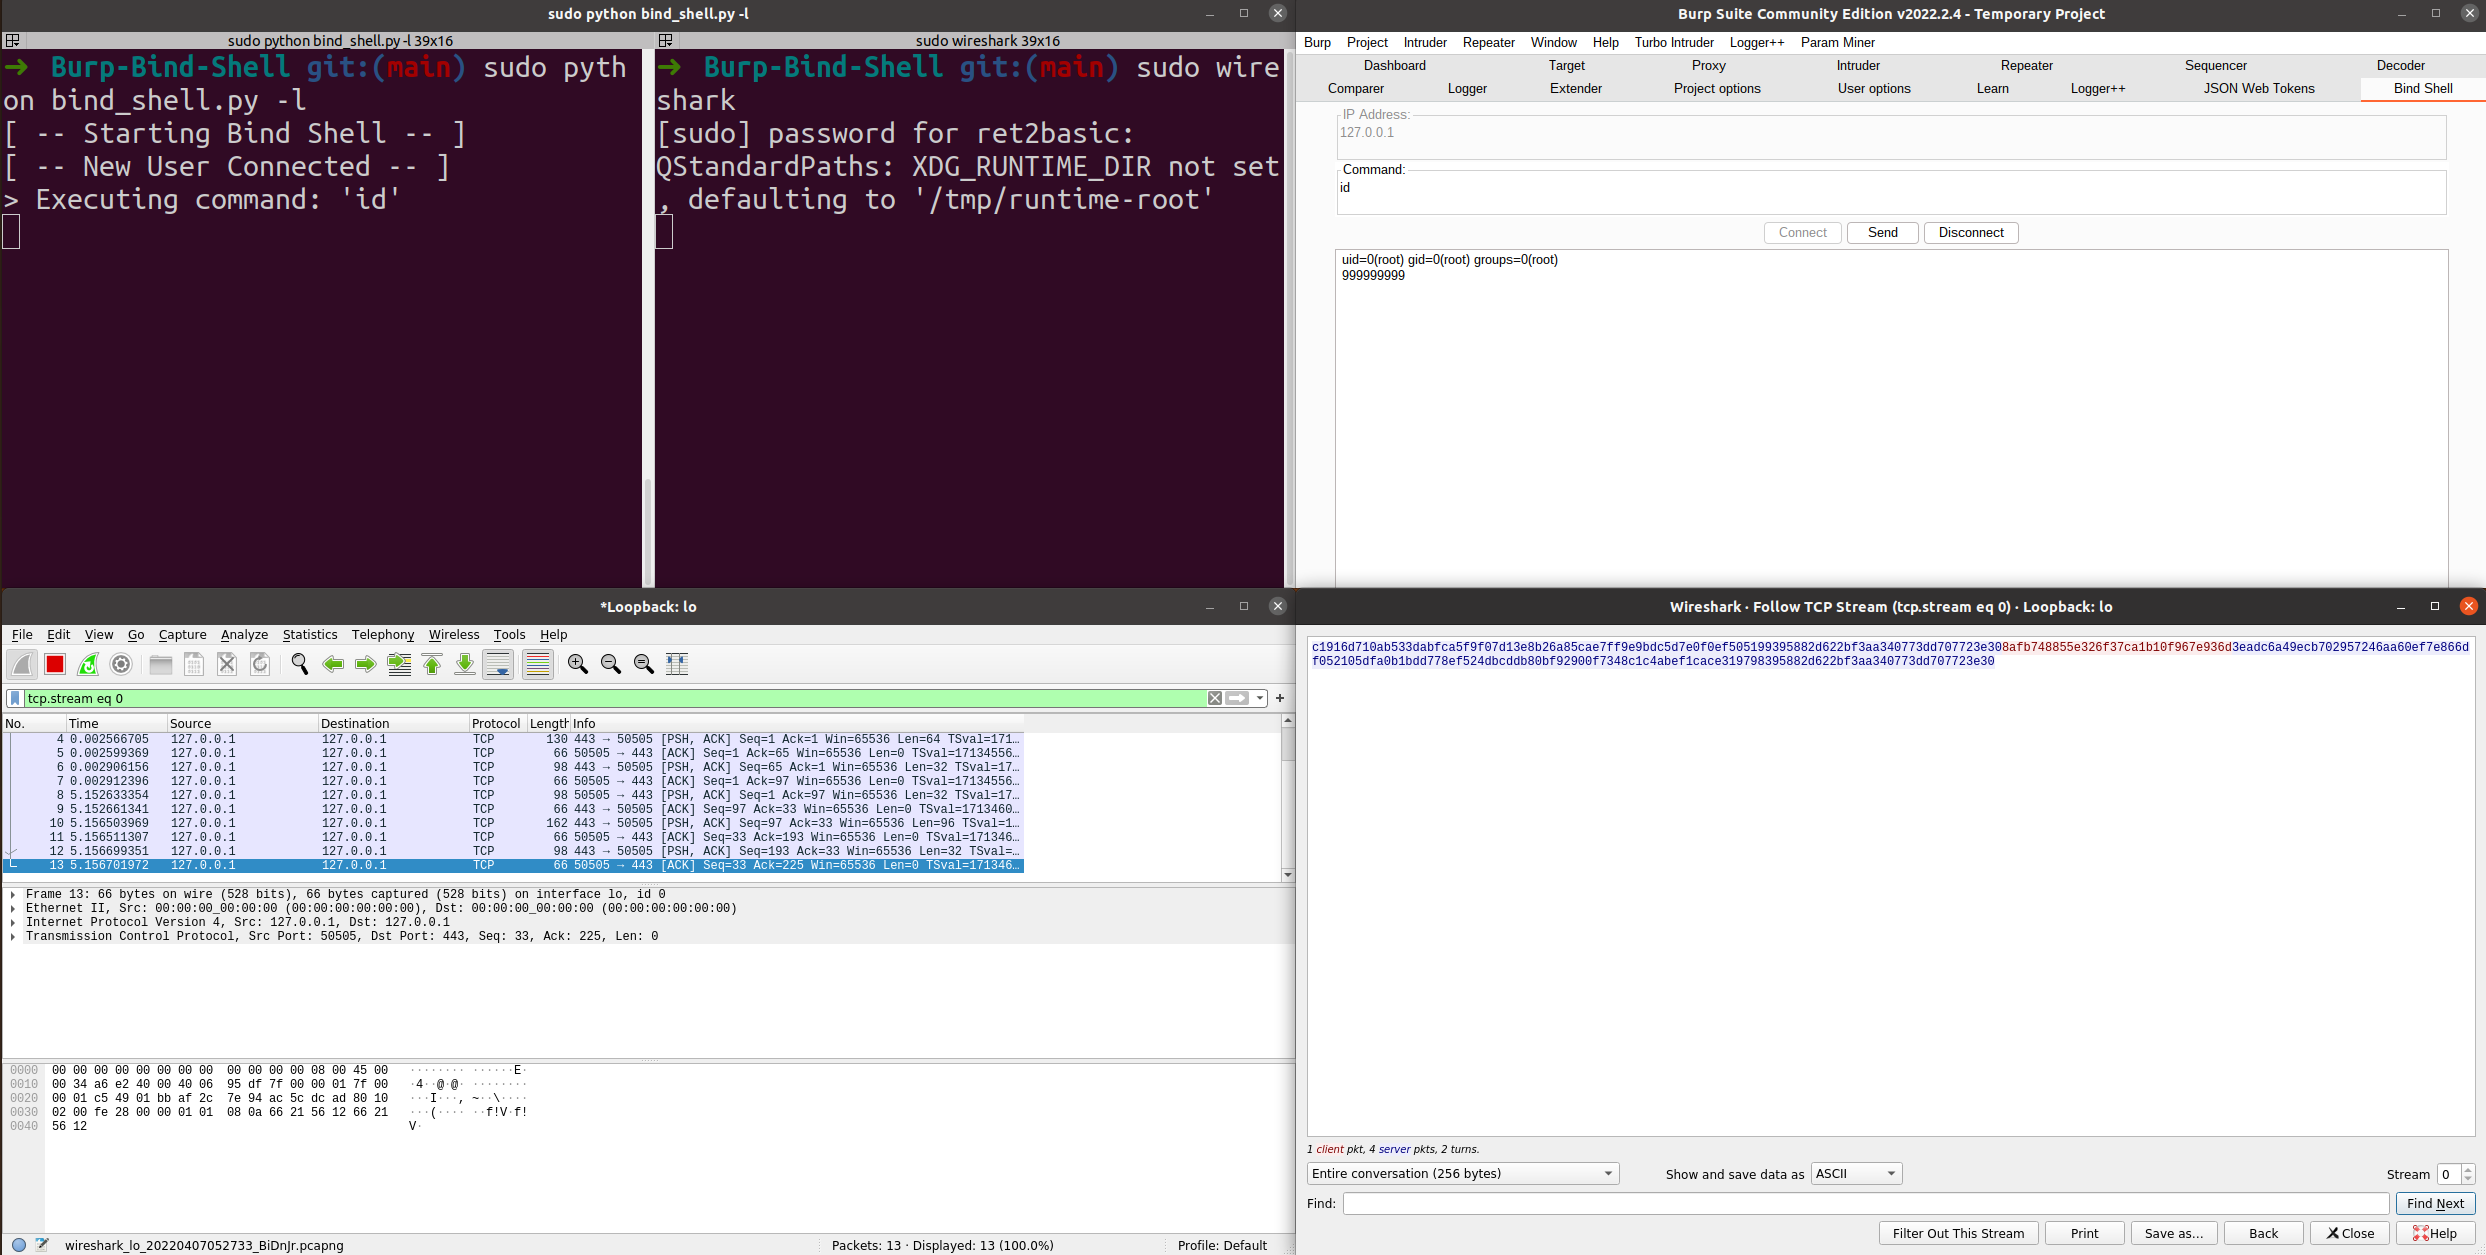 sudo python bind_shell.py -l
sudo python bind_shell.py -l 39x16
➜ Burp-Bind-Shell git:(main) sudo pyth
on bind_shell.py -l
[ -- Starting Bind Shell -- ]
[ -- New User Connected -- ]
> Executing command: 'id'
sudo wireshark 39x16
➜ Burp-Bind-Shell git:(main) sudo wire
shark
[sudo] password for ret2basic:
QStandardPaths: XDG_RUNTIME_DIR not set
, defaulting to '/tmp/runtime-root'
Burp Suite Community Edition v2022.2.4 - Temporary Project
Burp Project Intruder Repeater Window Help Turbo Intruder Logger++ Param Miner
Dashboard Target Proxy Intruder Repeater Sequencer Decoder
Comparer Logger Extender Project options User options Learn Logger++ JSON Web Tokens Bind Shell
IP Address:
127.0.0.1
Command:
id
Connect Send Disconnect
uid=0(root) gid=0(root) groups=0(root)
999999999
*Loopback: lo
File Edit View Go Capture Analyze Statistics Telephony Wireless Tools Help
tcp.stream eq 0
No. Time Source Destination Protocol Length Info
4 0.002566705 127.0.0.1 127.0.0.1 TCP 130 443 → 50505 [PSH, ACK] Seq=1 Ack=1 Win=65536 Len=64 TSval=171…
5 0.002599369 127.0.0.1 127.0.0.1 TCP 66 50505 → 443 [ACK] Seq=1 Ack=65 Win=65536 Len=0 TSval=17134556…
6 0.002906156 127.0.0.1 127.0.0.1 TCP 98 443 → 50505 [PSH, ACK] Seq=65 Ack=1 Win=65536 Len=32 TSval=17…
7 0.002912396 127.0.0.1 127.0.0.1 TCP 66 50505 → 443 [ACK] Seq=1 Ack=97 Win=65536 Len=0 TSval=17134556…
8 5.152633354 127.0.0.1 127.0.0.1 TCP 98 50505 → 443 [PSH, ACK] Seq=1 Ack=97 Win=65536 Len=32 TSval=17…
9 5.152661341 127.0.0.1 127.0.0.1 TCP 66 443 → 50505 [ACK] Seq=97 Ack=33 Win=65536 Len=0 TSval=1713460…
10 5.156503969 127.0.0.1 127.0.0.1 TCP 162 443 → 50505 [PSH, ACK] Seq=97 Ack=33 Win=65536 Len=96 TSval=1…
11 5.156511307 127.0.0.1 127.0.0.1 TCP 66 50505 → 443 [ACK] Seq=33 Ack=193 Win=65536 Len=0 TSval=171346…
12 5.156699351 127.0.0.1 127.0.0.1 TCP 98 443 → 50505 [PSH, ACK] Seq=193 Ack=33 Win=65536 Len=32 TSval=…
13 5.156701972 127.0.0.1 127.0.0.1 TCP 66 50505 → 443 [ACK] Seq=33 Ack=225 Win=65536 Len=0 TSval=171346…
Frame 13: 66 bytes on wire (528 bits), 66 bytes captured (528 bits) on interface lo, id 0
Ethernet II, Src: 00:00:00_00:00:00 (00:00:00:00:00:00), Dst: 00:00:00_00:00:00 (00:00:00:00:00:00)
Internet Protocol Version 4, Src: 127.0.0.1, Dst: 127.0.0.1
Transmission Control Protocol, Src Port: 50505, Dst Port: 443, Seq: 33, Ack: 225, Len: 0
0000 00 00 00 00 00 00 00 00 00 00 00 00 08 00 45 00 ········ ······E·
0010 00 34 a6 e2 40 00 40 06 95 df 7f 00 00 01 7f 00 ·4··@·@· ········
0020 00 01 c5 49 01 bb af 2c 7e 94 ac 5c dc ad 80 10 ···I···, ~··\····
0030 02 00 fe 28 00 00 01 01 08 0a 66 21 56 12 66 21 ···(···· ··f!V·f!
0040 56 12 V·
wireshark_lo_20220407052733_BiDnJr.pcapng Packets: 13 · Displayed: 13 (100.0%) Profile: Default
Wireshark · Follow TCP Stream (tcp.stream eq 0) · Loopback: lo
c1916d710ab533dabfca5f9f07d13e8b26a85cae7ff9e9bdc5d7e0f0ef505199395882d622bf3aa340773dd707723e308afb748855e326f37ca1b10f967e936d3eadc6a49ecb702957246aa60ef7e866d
f052105dfa0b1bdd778ef524dbcddb80bf92900f7348c1c4abef1cace319798395882d622bf3aa340773dd707723e30
1 client pkt, 4 server pkts, 2 turns.
Entire conversation (256 bytes) Show and save data as ASCII Stream 0
Find: Find Next
Filter Out This Stream Print Save as… Back Close Help